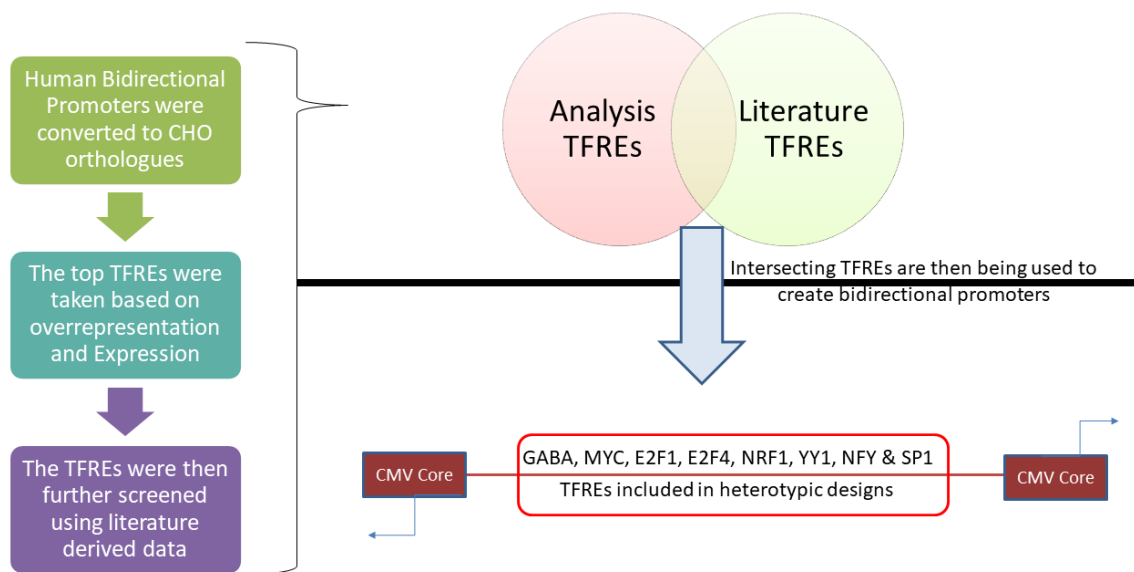 Human Bidirectional
Promoters were
converted to CHO
orthologues
The top TFREs were
taken based on
overrepresentation
and Expression
The TFREs were then
further screened
using literature
derived data
Analysis
TFREs
Literature
TFREs
Intersecting TFREs are then being used to
create bidirectional promoters
CMV Core
GABA, MYC, E2F1, E2F4, NRF1, YY1, NFY & SP1
TFREs included in heterotypic designs
CMV Core